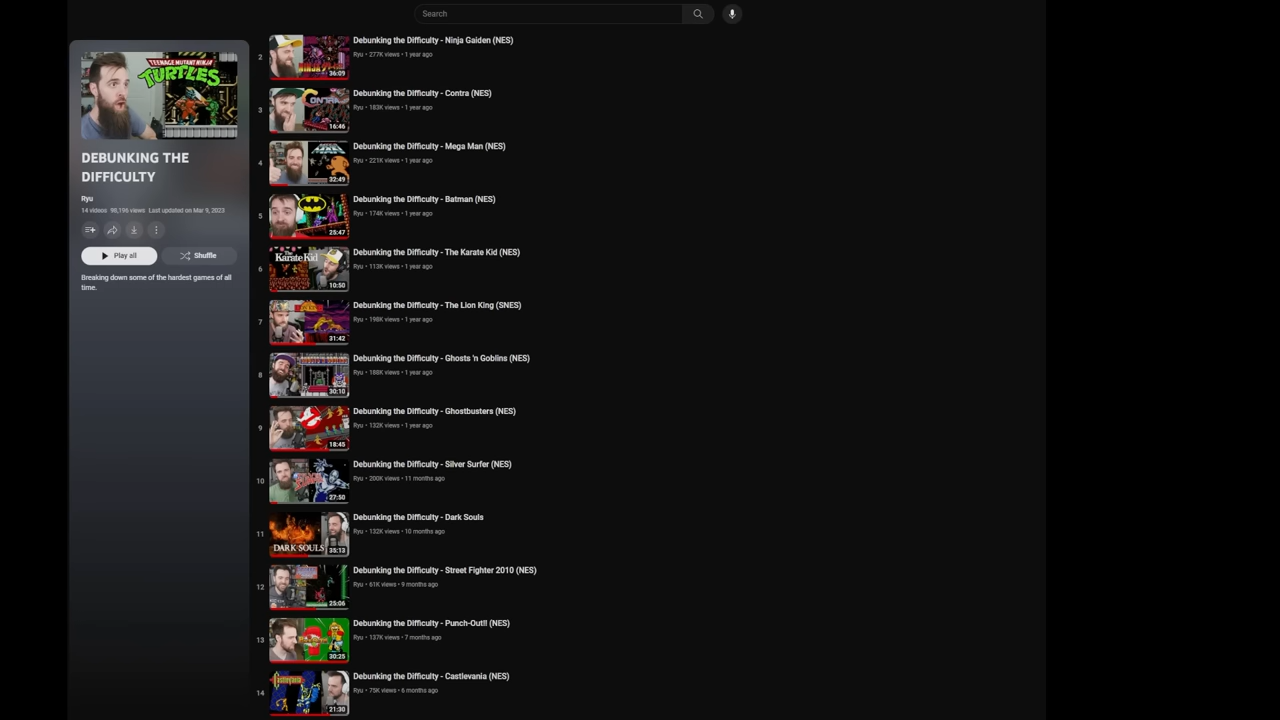 Search
TEENAGE MUTANT NINJA
TURTLES
DEBUNKING THE
DIFFICULTY
Ryu
14 videos 98,196 views Last updated on Mar 9, 2023
Play all
Shuffle
Breaking down some of the hardest games of all
time.
2
36:09
Debunking the Difficulty - Ninja Gaiden (NES)
Ryu • 277K views • 1 year ago
3
CONTRA
16:46
Debunking the Difficulty - Contra (NES)
Ryu • 183K views • 1 year ago
4
MEGA MAN
32:49
Debunking the Difficulty - Mega Man (NES)
Ryu • 221K views • 1 year ago
5
25:47
Debunking the Difficulty - Batman (NES)
Ryu • 174K views • 1 year ago
6
The
Karate Kid
10:50
Debunking the Difficulty - The Karate Kid (NES)
Ryu • 113K views • 1 year ago
7
31:42
Debunking the Difficulty - The Lion King (SNES)
Ryu • 198K views • 1 year ago
8
30:10
Debunking the Difficulty - Ghosts 'n Goblins (NES)
Ryu • 188K views • 1 year ago
9
18:45
Debunking the Difficulty - Ghostbusters (NES)
Ryu • 132K views • 1 year ago
10
27:50
Debunking the Difficulty - Silver Surfer (NES)
Ryu • 200K views • 11 months ago
11
DARK SOULS
35:13
Debunking the Difficulty - Dark Souls
Ryu • 132K views • 10 months ago
12
25:06
Debunking the Difficulty - Street Fighter 2010 (NES)
Ryu • 61K views • 9 months ago
13
30:25
Debunking the Difficulty - Punch-Out!! (NES)
Ryu • 137K views • 7 months ago
14
Castlevania
21:30
Debunking the Difficulty - Castlevania (NES)
Ryu • 75K views • 6 months ago